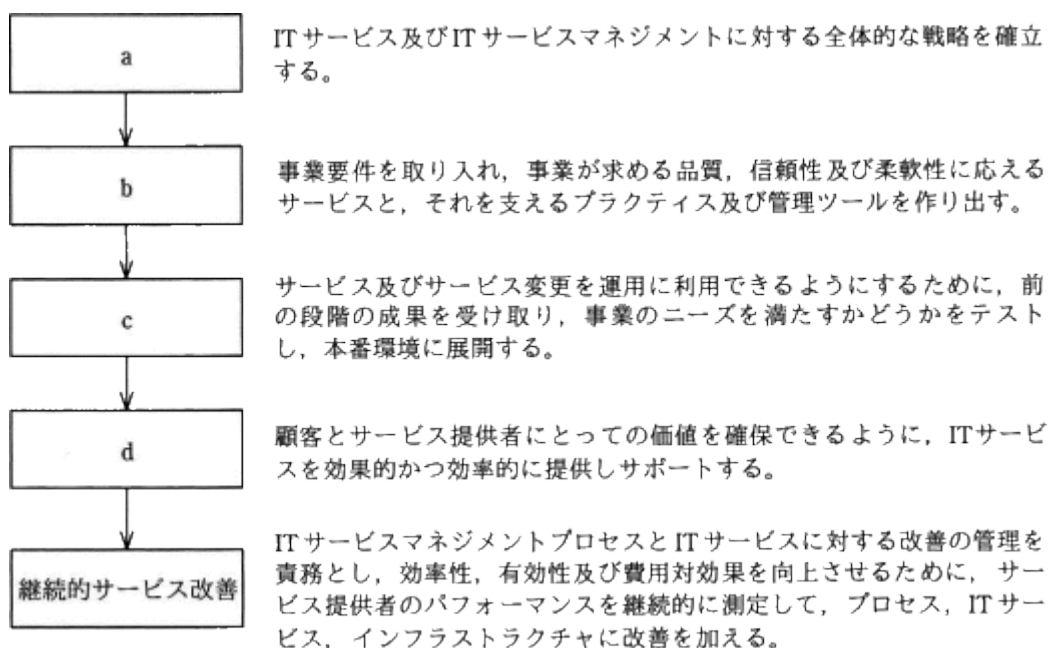 a
ITサービス及びITサービスマネジメントに対する全体的な戦略を確立
する。
b
事業要件を取り入れ，事業が求める品質，信頼性及び柔軟性に応える
サービスと，それを支えるプラクティス及び管理ツールを作り出す。
c
サービス及びサービス変更を運用に利用できるようにするために，前
の段階の成果を受け取り，事業のニーズを満たすかどうかをテスト
し，本番環境に展開する。
d
顧客とサービス提供者にとっての価値を確保できるように，ITサービ
スを効果的かつ効率的に提供しサポートする。
継続的サービス改善
ITサービスマネジメントプロセスとITサービスに対する改善の管理を
責務とし，効率性，有効性及び費用対効果を向上させるために，サー
ビス提供者のパフォーマンスを継続的に測定して，プロセス，ITサー
ビス，インフラストラクチャに改善を加える。